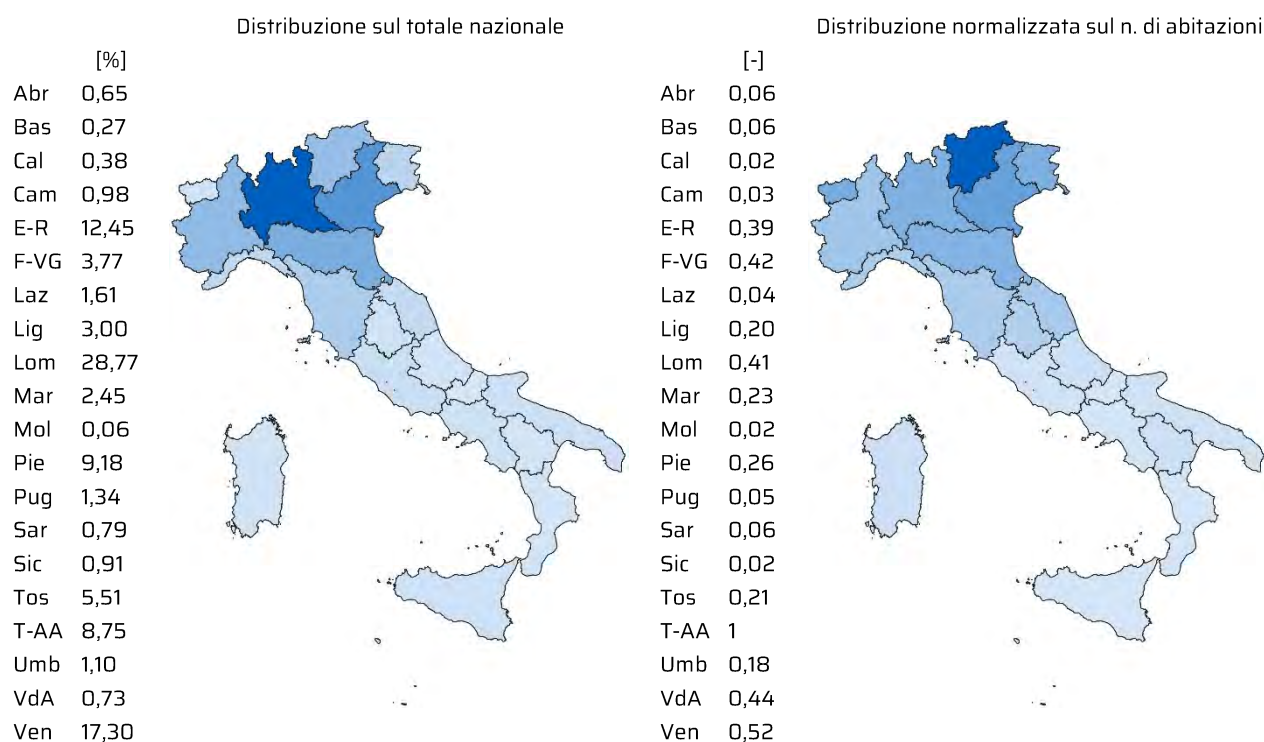 Distribuzione sul totale nazionale
[%]
Abr 0,65
Bas 0,27
Cal 0,38
Cam 0,98
E-R 12,45
F-VG 3,77
Laz 1,61
Lig 3,00
Lom 28,77
Mar 2,45
Mol 0,06
Pie 9,18
Pug 1,34
Sar 0,79
Sic 0,91
Tos 5,51
T-AA 8,75
Umb 1,10
VdA 0,73
Ven 17,30
Distribuzione normalizzata sul n. di abitazioni
[-]
Abr 0,06
Bas 0,06
Cal 0,02
Cam 0,03
E-R 0,39
F-VG 0,42
Laz 0,04
Lig 0,20
Lom 0,41
Mar 0,23
Mol 0,02
Pie 0,26
Pug 0,05
Sar 0,06
Sic 0,02
Tos 0,21
T-AA 1
Umb 0,18
VdA 0,44
Ven 0,52